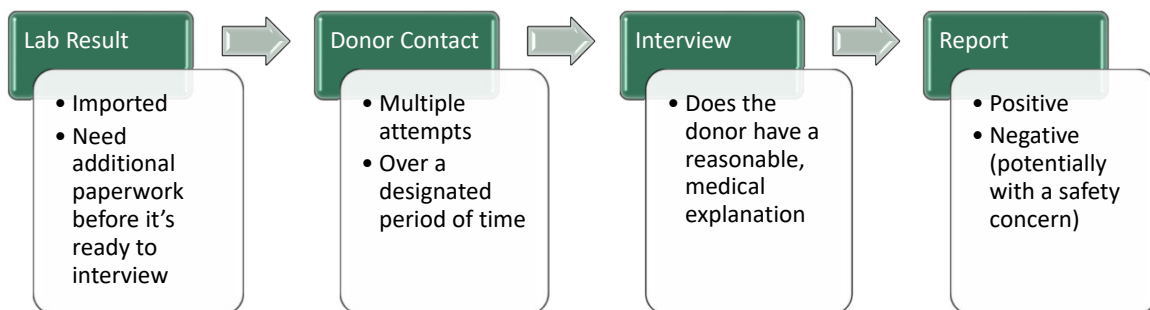 Lab Result
• Imported
• Need
additional
paperwork
before it’s
ready to
interview
Donor Contact
• Multiple
attempts
• Over a
designated
period of time
Interview
• Does the
donor have a
reasonable,
medical
explanation
Report
• Positive
• Negative
(potentially
with a safety
concern)